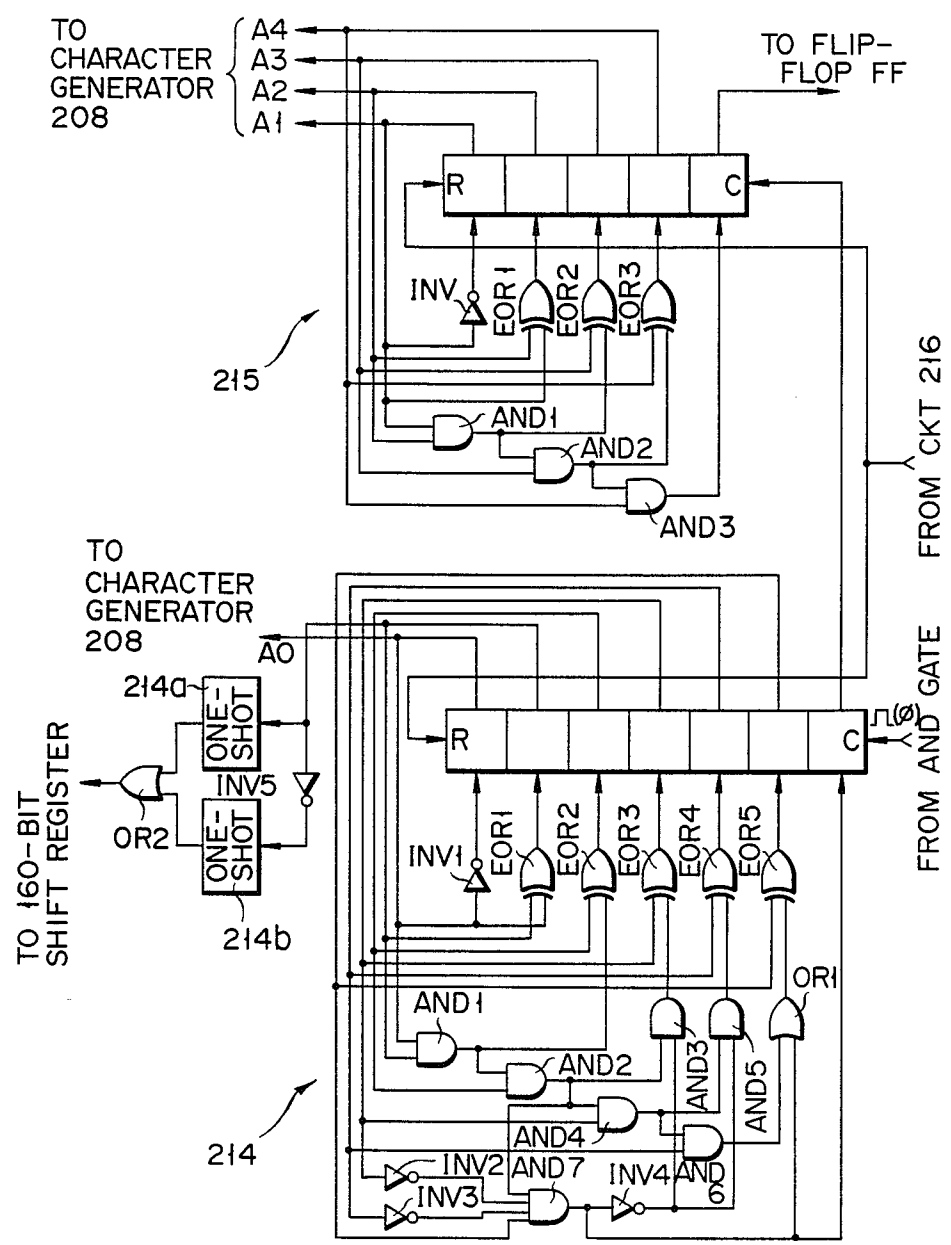 TO
CHARACTER
GENERATOR
208
A4
A3
A2
A1
TO FLIP-
FLOP FF
R
C
INV
EOR1
EOR2
EOR3
215
AND1
AND2
AND3
FROM CKT 216
TO
CHARACTER
GENERATOR
208
A0
214a
ONE-
SHOT
INV5
OR2
ONE-
SHOT
214b
TO 160-BIT
SHIFT REGISTER
R
C
(Ø)
FROM AND GATE
INV1
EOR1
EOR2
EOR3
EOR4
EOR5
OR1
AND1
AND2
AND3
AND5
AND4
AND
6
214
INV2
AND7
INV4
INV3